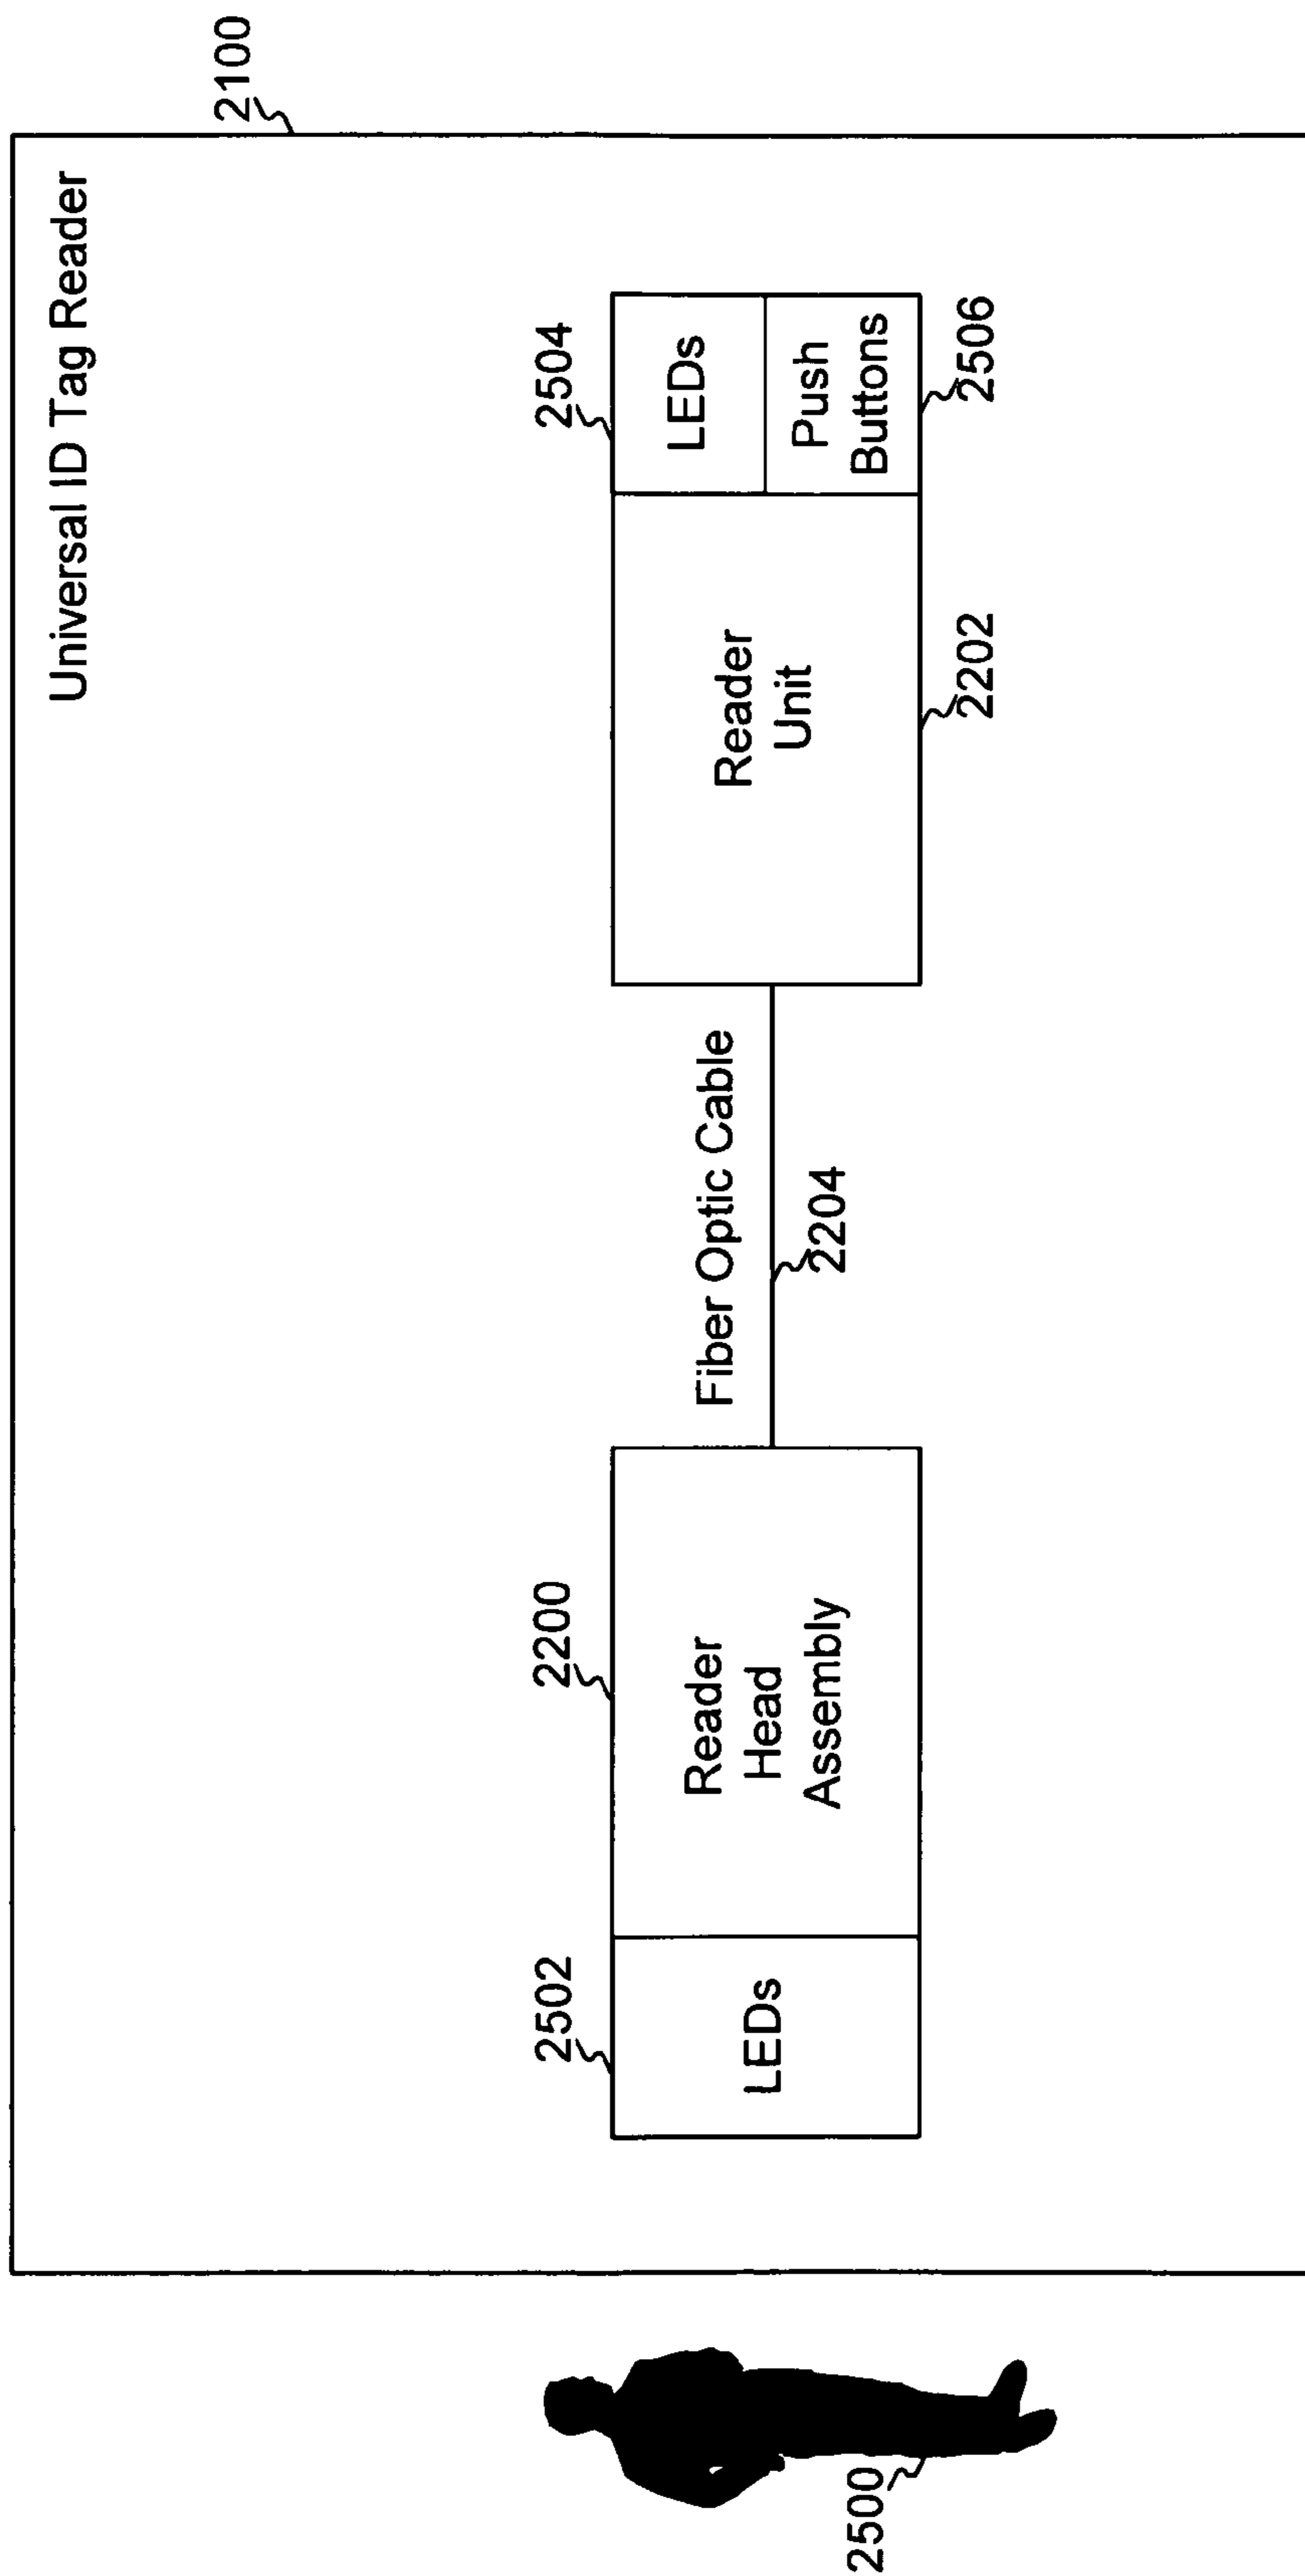 Universal ID Tag Reader
2100
2502
2200
2504
LEDs
Reader
Head
Assembly
Fiber Optic Cable
2204
Reader
Unit
LEDs
Push
Buttons
2202
2506
2500